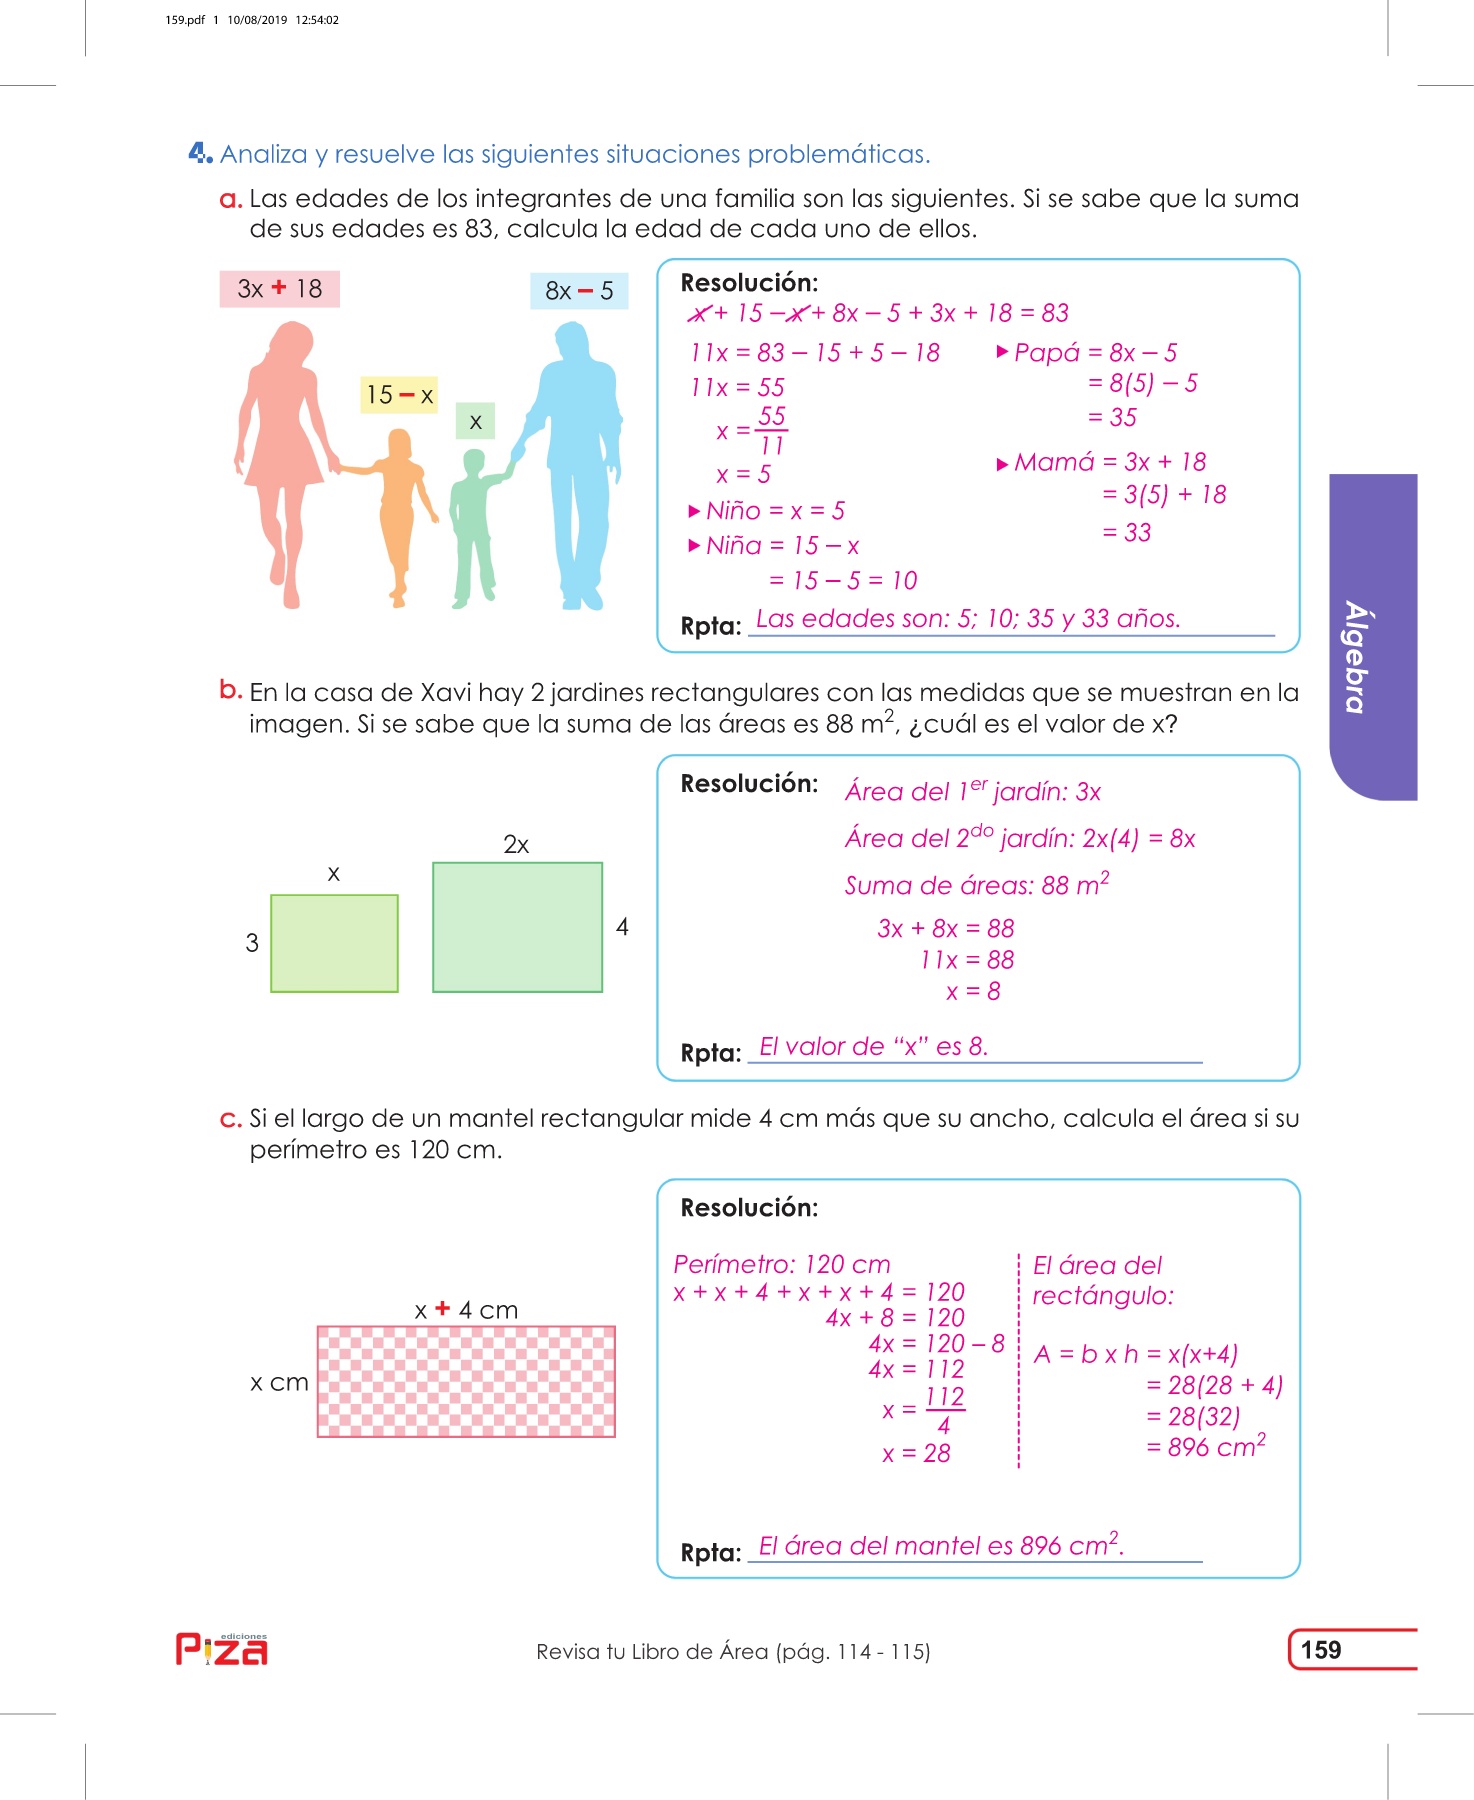 159.pdf 1 10/08/2019 12:54:02
4. Analiza y resuelve las siguientes situaciones problemáticas.
a. Las edades de los integrantes de una familia son las siguientes. Si se sabe que la suma
de sus edades es 83, calcula la edad de cada uno de ellos.
3x + 18
8x – 5
15 – x
x
Resolución:
x + 15 – x + 8x – 5 + 3x + 18 = 83
11x = 83 – 15 + 5 – 18
11x = 55
x = 55/11
x = 5
▶ Niño = x = 5
▶ Niña = 15 – x
= 15 – 5 = 10
▶ Papá = 8x – 5
= 8(5) – 5
= 35
▶ Mamá = 3x + 18
= 3(5) + 18
= 33
Rpta: Las edades son: 5; 10; 35 y 33 años.
Álgebra
b. En la casa de Xavi hay 2 jardines rectangulares con las medidas que se muestran en la
imagen. Si se sabe que la suma de las áreas es 88 m², ¿cuál es el valor de x?
x
3
2x
4
Resolución:
Área del 1er jardín: 3x
Área del 2do jardín: 2x(4) = 8x
Suma de áreas: 88 m²
3x + 8x = 88
11x = 88
x = 8
Rpta: El valor de “x” es 8.
c. Si el largo de un mantel rectangular mide 4 cm más que su ancho, calcula el área si su
perímetro es 120 cm.
x + 4 cm
x cm
Resolución:
Perímetro: 120 cm
x + x + 4 + x + x + 4 = 120
4x + 8 = 120
4x = 120 – 8
4x = 112
x = 112/4
x = 28
El área del
rectángulo:
A = b x h = x(x+4)
= 28(28 + 4)
= 28(32)
= 896 cm²
Rpta: El área del mantel es 896 cm².
ediciones
Piza
Revisa tu Libro de Área (pág. 114 - 115)
159